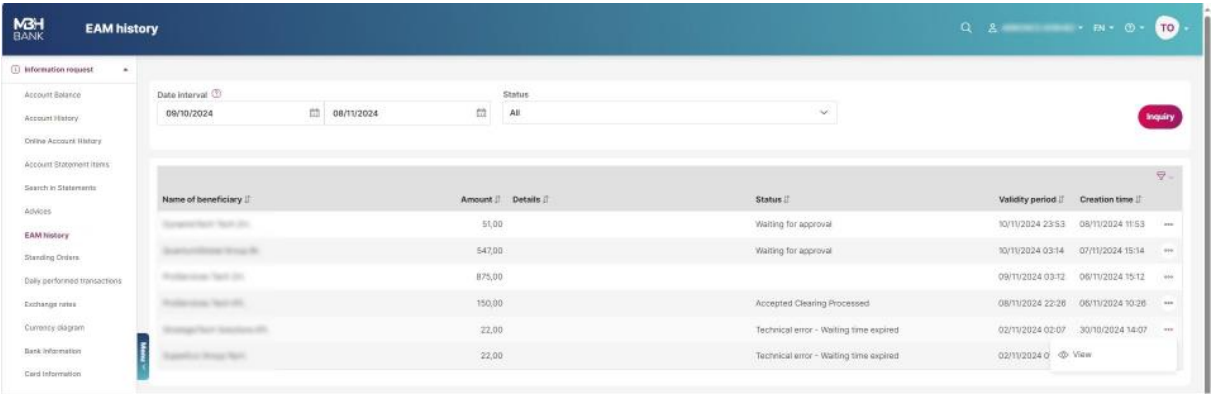 MBH
BANK
EAM history
EN
TO
Information request
Account Balance
Account History
Online Account History
Account Statement Items
Search in Statements
Advices
EAM history
Standing Orders
Daily performed transactions
Exchange rates
Currency diagram
Bank Information
Card Information
Menu
Date interval
09/10/2024 08/11/2024
Status
All
Inquiry
Name of beneficiary Amount Details Status Validity period Creation time
51,00 Waiting for approval 10/11/2024 23:53 08/11/2024 11:53
547,00 Waiting for approval 10/11/2024 03:14 07/11/2024 15:14
875,00 09/11/2024 03:12 06/11/2024 15:12
150,00 Accepted Clearing Processed 08/11/2024 22:26 06/11/2024 10:26
22,00 Technical error - Waiting time expired 02/11/2024 02:07 30/10/2024 14:07
22,00 Technical error - Waiting time expired 02/11/2024 0
View